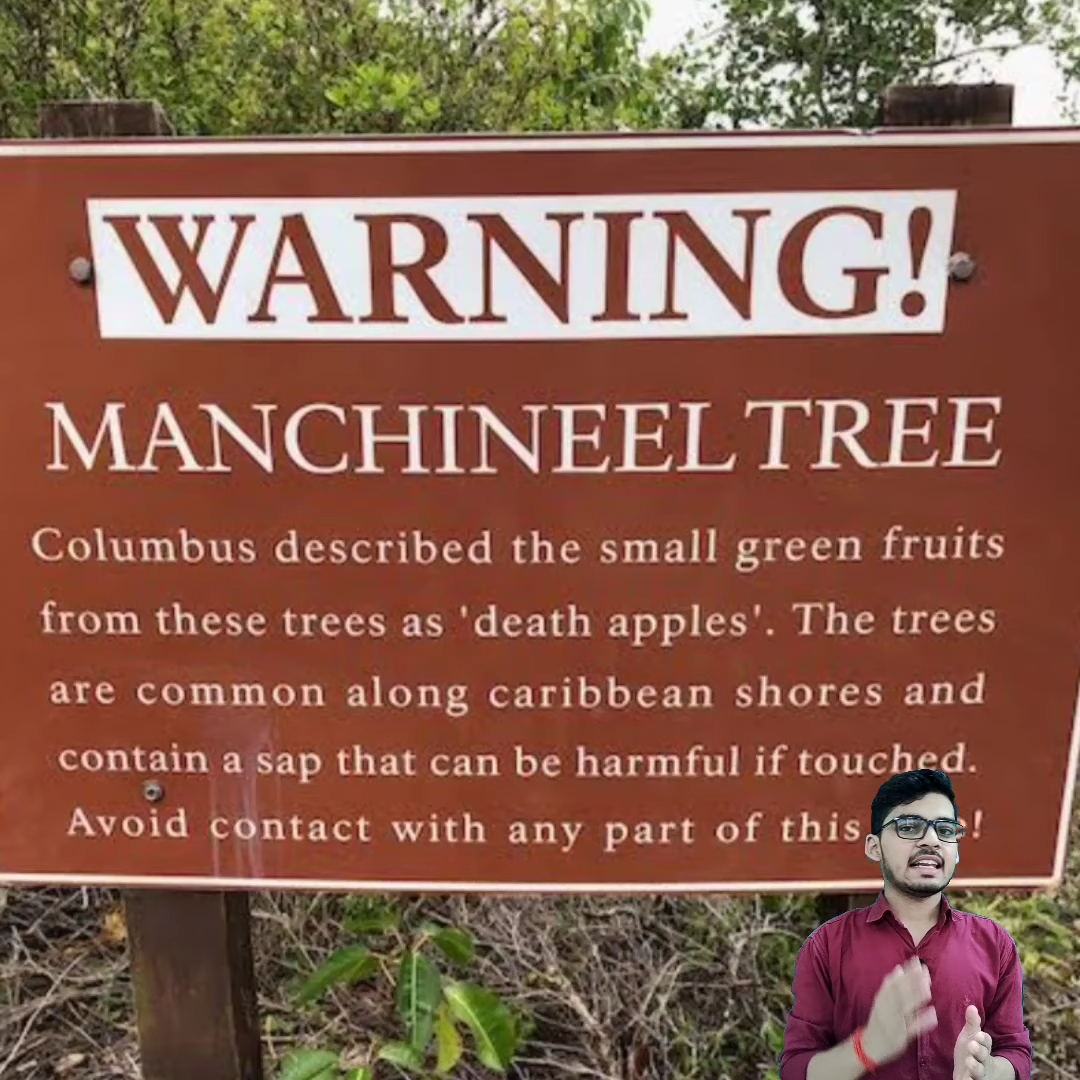 WARNING!
MANCHINEEL TREE
Columbus described the small green fruits
from these trees as 'death apples'. The trees
are common along caribbean shores and
contain a sap that can be harmful if touched.
Avoid contact with any part of this